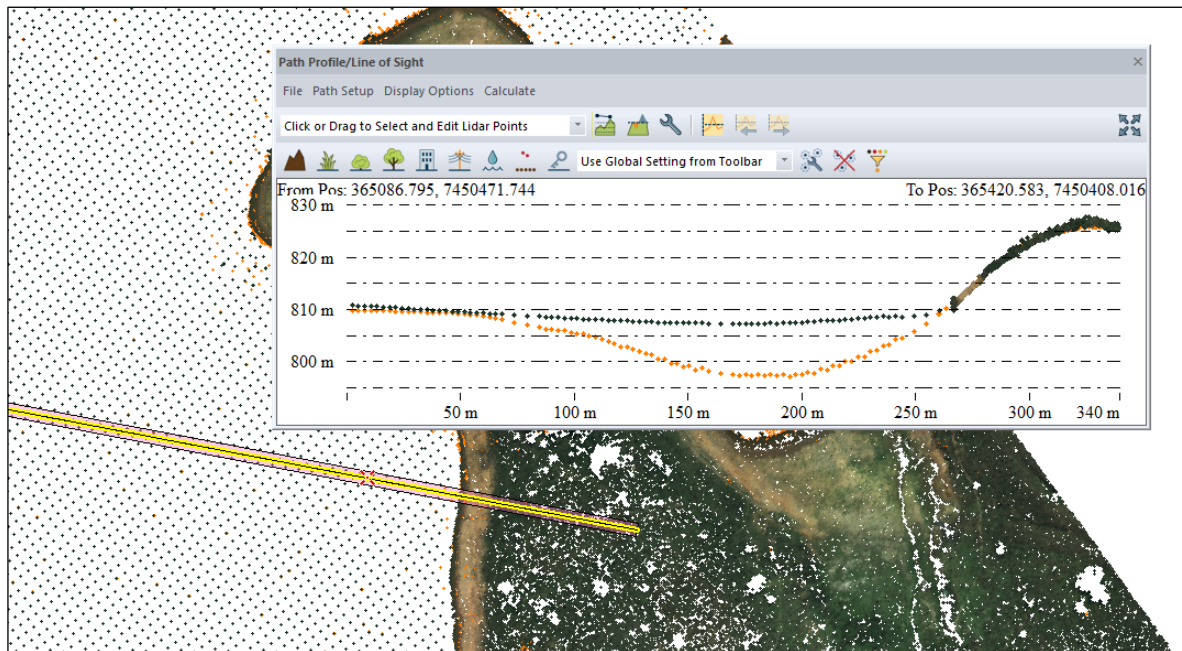 Path Profile/Line of Sight
File Path Setup Display Options Calculate
Click or Drag to Select and Edit Lidar Points
Use Global Setting from Toolbar
From Pos: 365086.795, 7450471.744 To Pos: 365420.583, 7450408.016
830 m
820 m
810 m
800 m
50 m 100 m 150 m 200 m 250 m 300 m 340 m